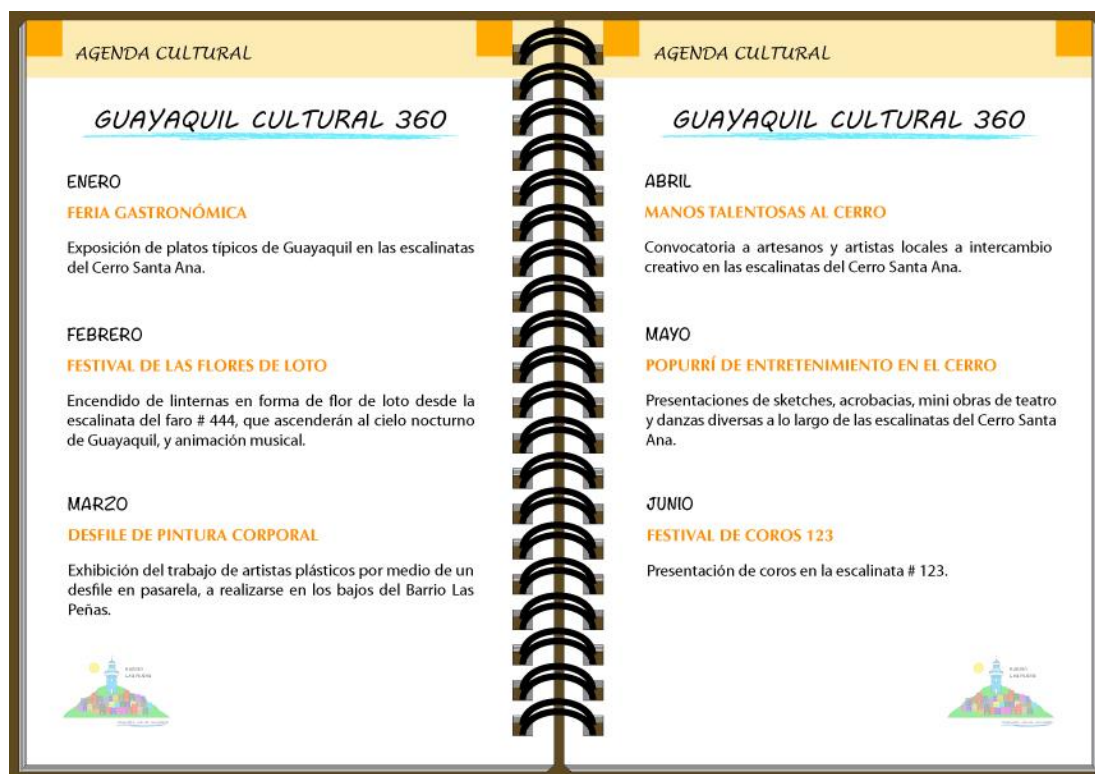 AGENDA CULTURAL
GUAYAQUIL CULTURAL 360
ENERO
FERIA GASTRONÓMICA
Exposición de platos típicos de Guayaquil en las escalinatas
del Cerro Santa Ana.
FEBRERO
FESTIVAL DE LAS FLORES DE LOTO
Encendido de linternas en forma de flor de loto desde la
escalinata del faro # 444, que ascenderán al cielo nocturno
de Guayaquil, y animación musical.
MARZO
DESFILE DE PINTURA CORPORAL
Exhibición del trabajo de artistas plásticos por medio de un
desfile en pasarela, a realizarse en los bajos del Barrio Las
Peñas.
AGENDA CULTURAL
GUAYAQUIL CULTURAL 360
ABRIL
MANOS TALENTOSAS AL CERRO
Convocatoria a artesanos y artistas locales a intercambio
creativo en las escalinatas del Cerro Santa Ana.
MAYO
POPURRÍ DE ENTRETENIMIENTO EN EL CERRO
Presentaciones de sketches, acrobacias, mini obras de teatro
y danzas diversas a lo largo de las escalinatas del Cerro Santa
Ana.
JUNIO
FESTIVAL DE COROS 123
Presentación de coros en la escalinata # 123.